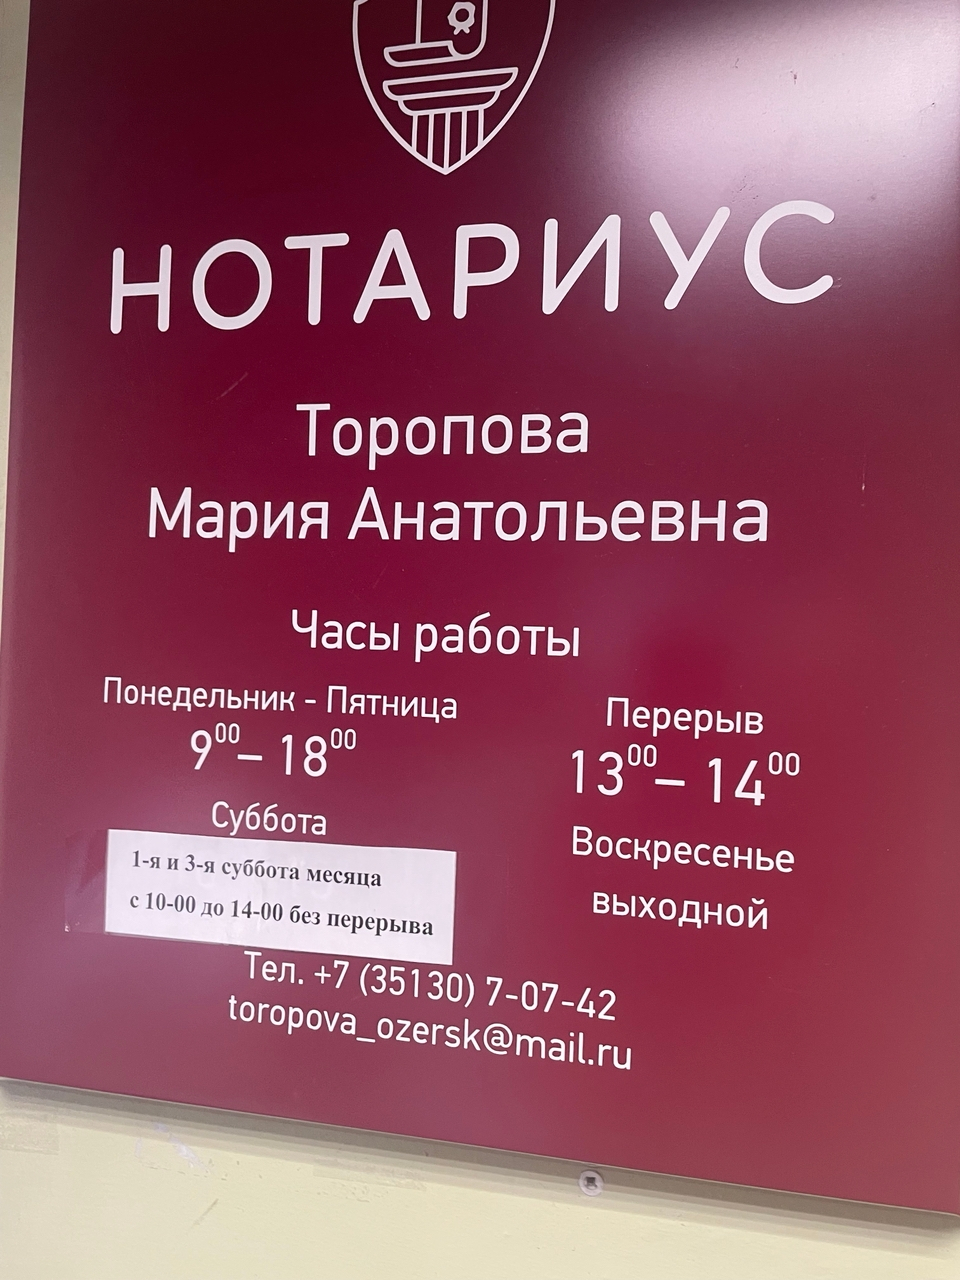 НОТАРИУС
Торопова
Мария Анатольевна
Часы работы
Понедельник - Пятница
9⁰⁰– 18⁰⁰
Перерыв
13⁰⁰– 14⁰⁰
Суббота
1-я и 3-я суббота месяца
с 10-00 до 14-00 без перерыва
Воскресенье
выходной
Тел. +7 (35130) 7-07-42
toropova_ozersk@mail.ru